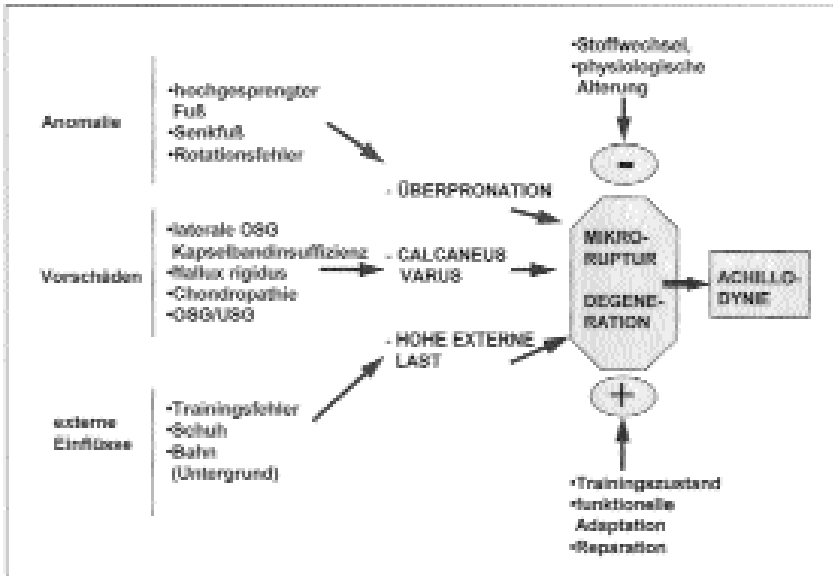 •Stoffwechsel,
•physiologische
Alterung
-
Anomalie
•hochgesprengter
Fuß
•Senkfuß
•Rotationsfehler
- ÜBERPRONATION
Vorschäden
•laterale OSG
Kapselbandinsuffizienz
•Hallux rigidus
•Chondropathie
•OSG/USG
- CALCANEUS
VARUS
MIKRO-
RUPTUR
DEGENE-
RATION
ACHILLO-
DYNIE
- HOHE EXTERNE
LAST
externe
Einflüsse
•Trainingsfehler
•Schuh
•Bahn
(Untergrund)
+
•Trainingszustand
•funktionelle
Adaptation
•Reparation